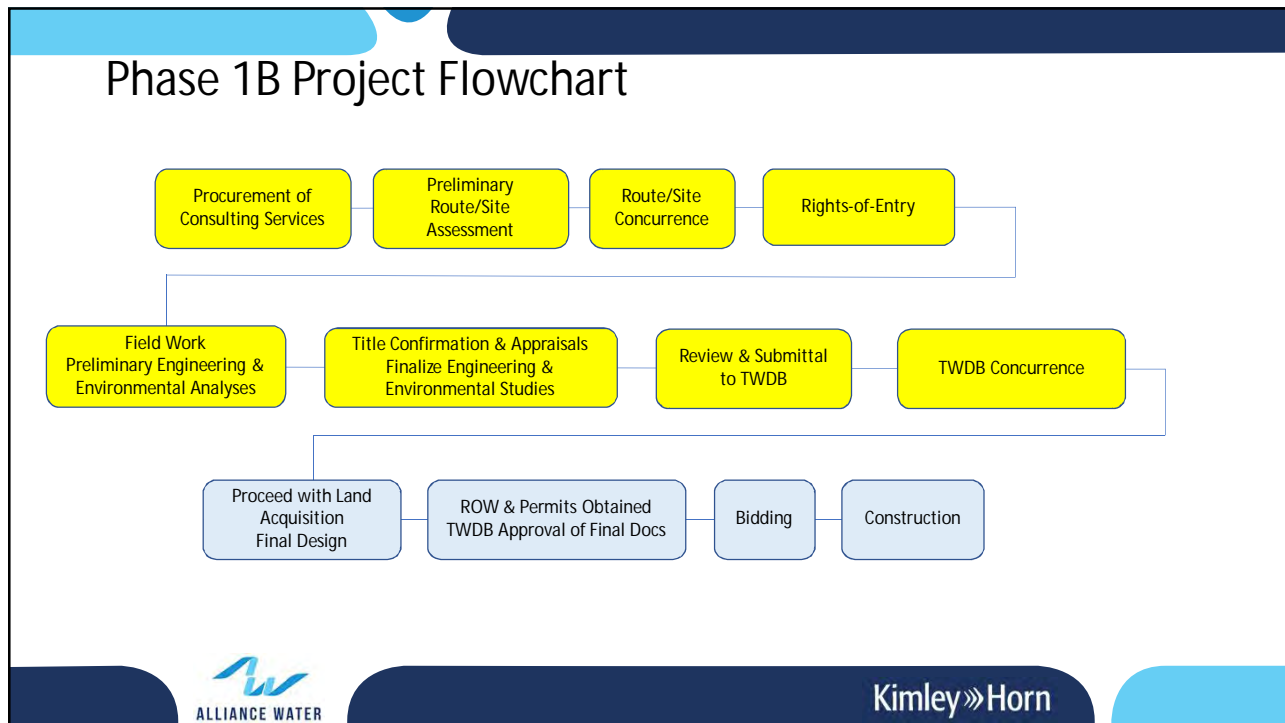 Phase 1B Project Flowchart
Procurement of
Consulting Services
Preliminary
Route/Site
Assessment
Route/Site
Concurrence
Rights-of-Entry
Field Work
Preliminary Engineering &
Environmental Analyses
Title Confirmation & Appraisals
Finalize Engineering &
Environmental Studies
Review & Submittal
to TWDB
TWDB Concurrence
Proceed with Land
Acquisition
Final Design
ROW & Permits Obtained
TWDB Approval of Final Docs
Bidding
Construction
ALLIANCE WATER
Kimley»Horn